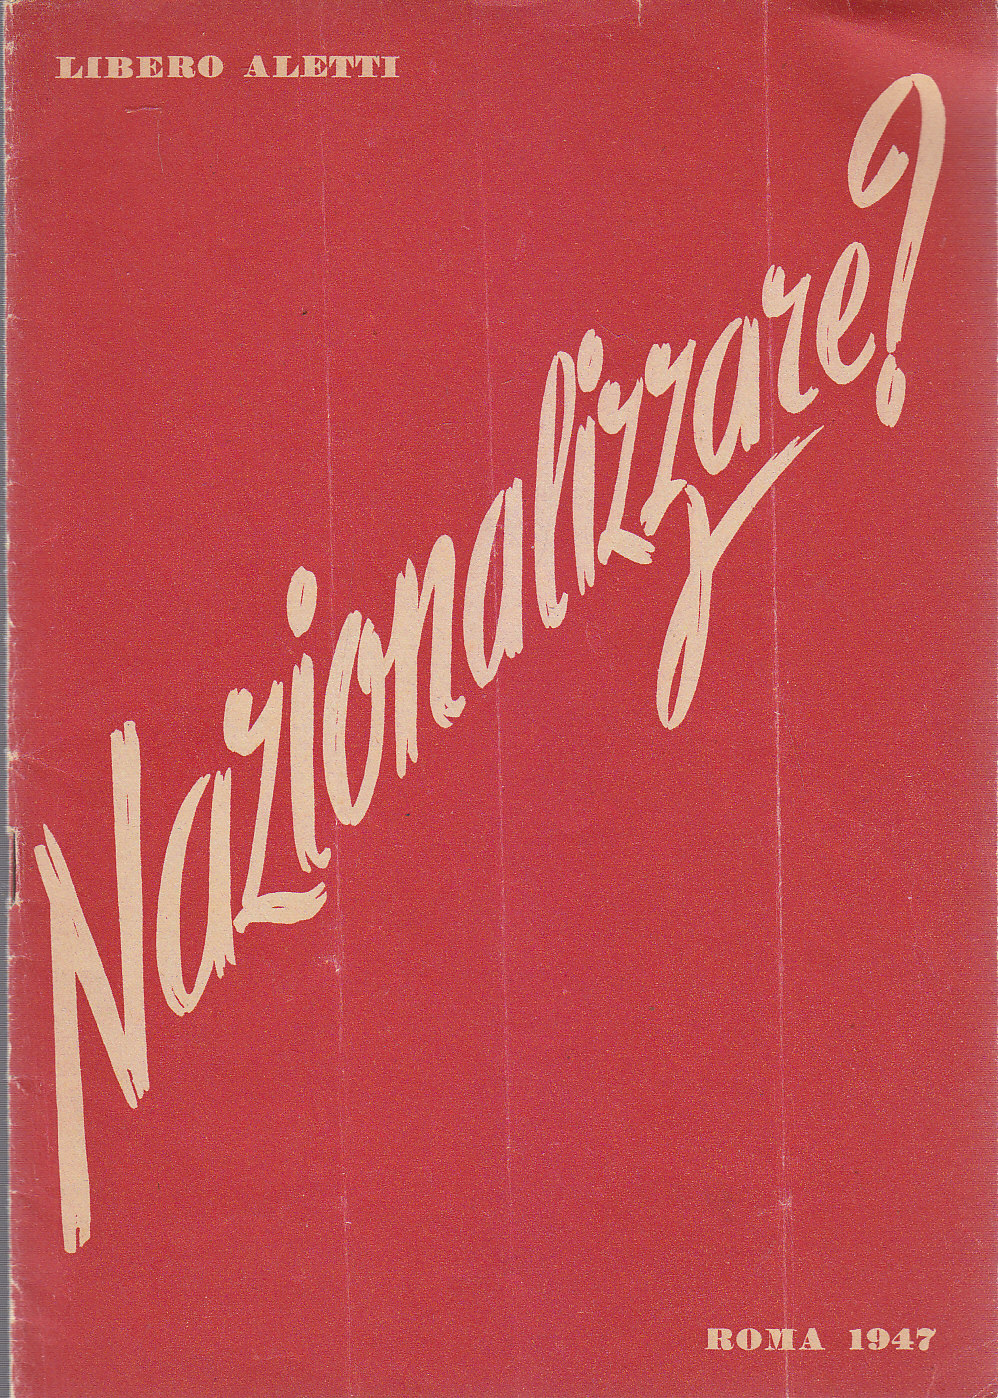 LIBERO ALETTI
Nazionalizzare?
ROMA 1947